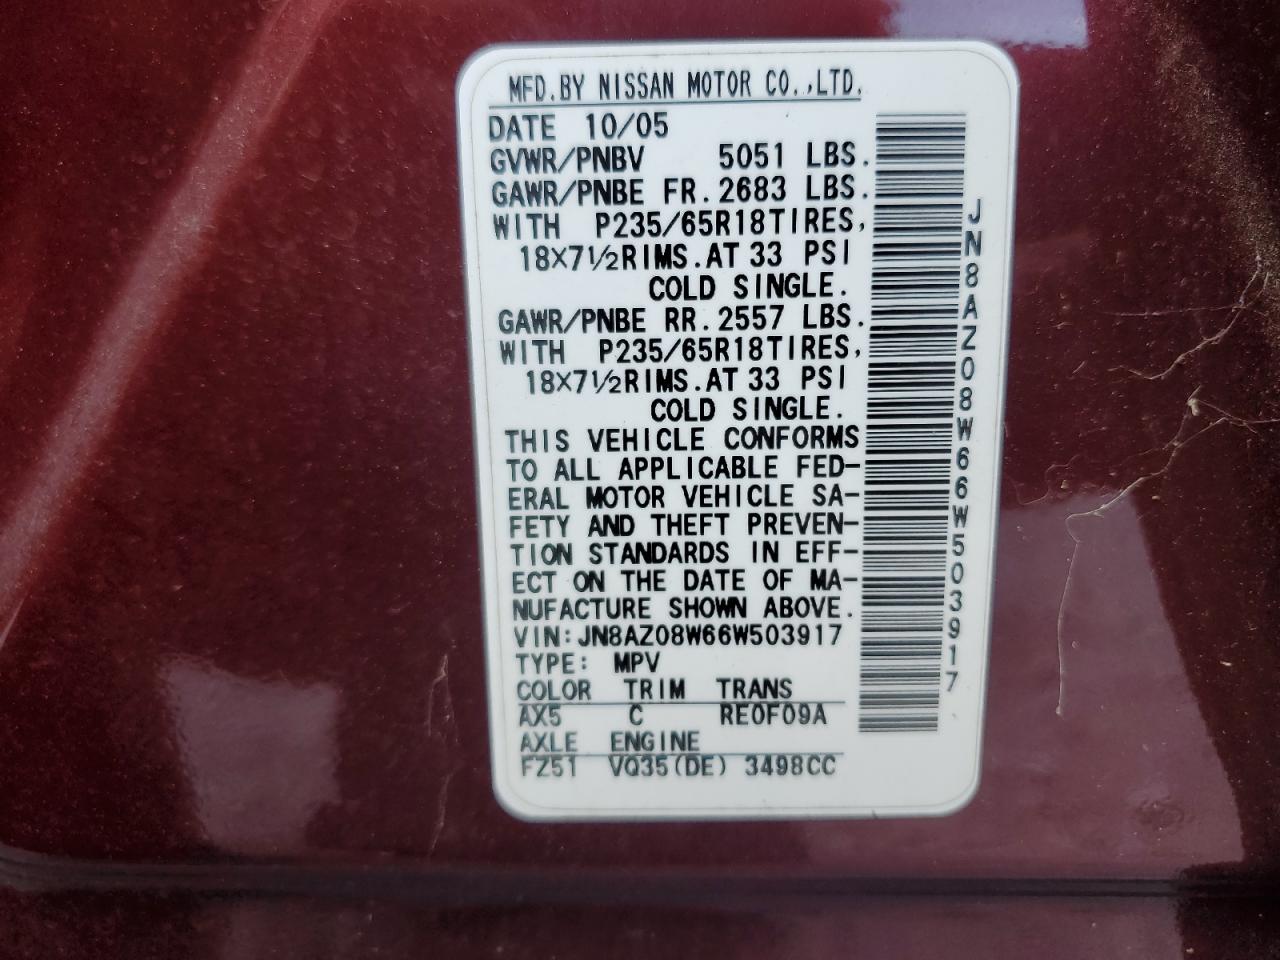 MFD.BY NISSAN MOTOR CO.,LTD.
DATE 10/05
GVWR/PNBV 5051 LBS.
GAWR/PNBE FR.2683 LBS.
WITH P235/65R18TIRES,
18X7½RIMS.AT 33 PSI
COLD SINGLE.
GAWR/PNBE RR.2557 LBS.
WITH P235/65R18TIRES,
18X7½RIMS.AT 33 PSI
COLD SINGLE.
THIS VEHICLE CONFORMS
TO ALL APPLICABLE FED-
ERAL MOTOR VEHICLE SA-
FETY AND THEFT PREVEN-
TION STANDARDS IN EFF-
ECT ON THE DATE OF MA-
NUFACTURE SHOWN ABOVE.
VIN:JN8AZ08W66W503917
TYPE: MPV
COLOR TRIM TRANS
AX5 C RE0F09A
AXLE ENGINE
FZ51 VQ35(DE) 3498CC
JN8AZ08W66W503917